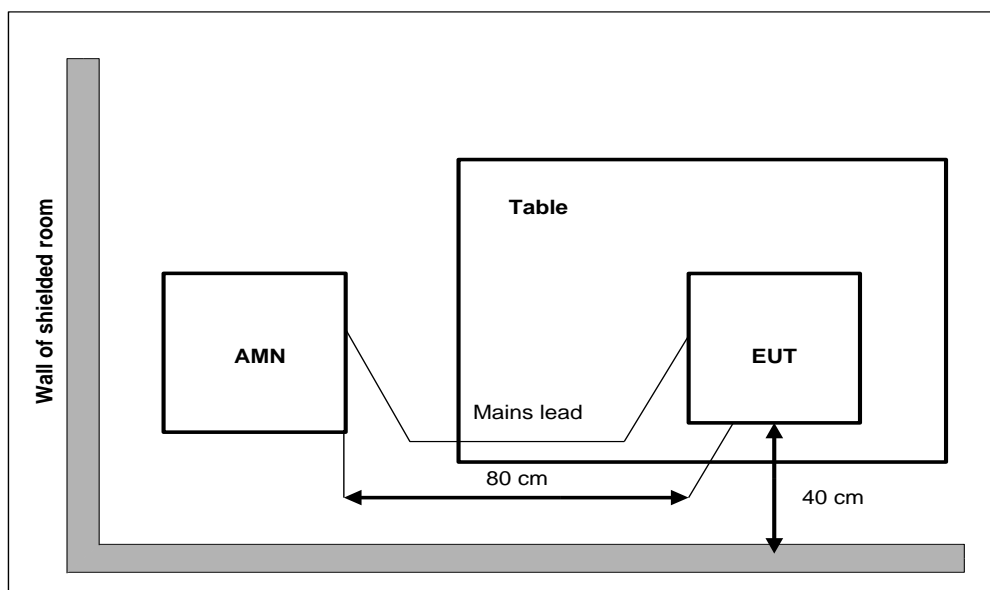 Wall of shielded room
Table
AMN
EUT
Mains lead
80 cm
40 cm